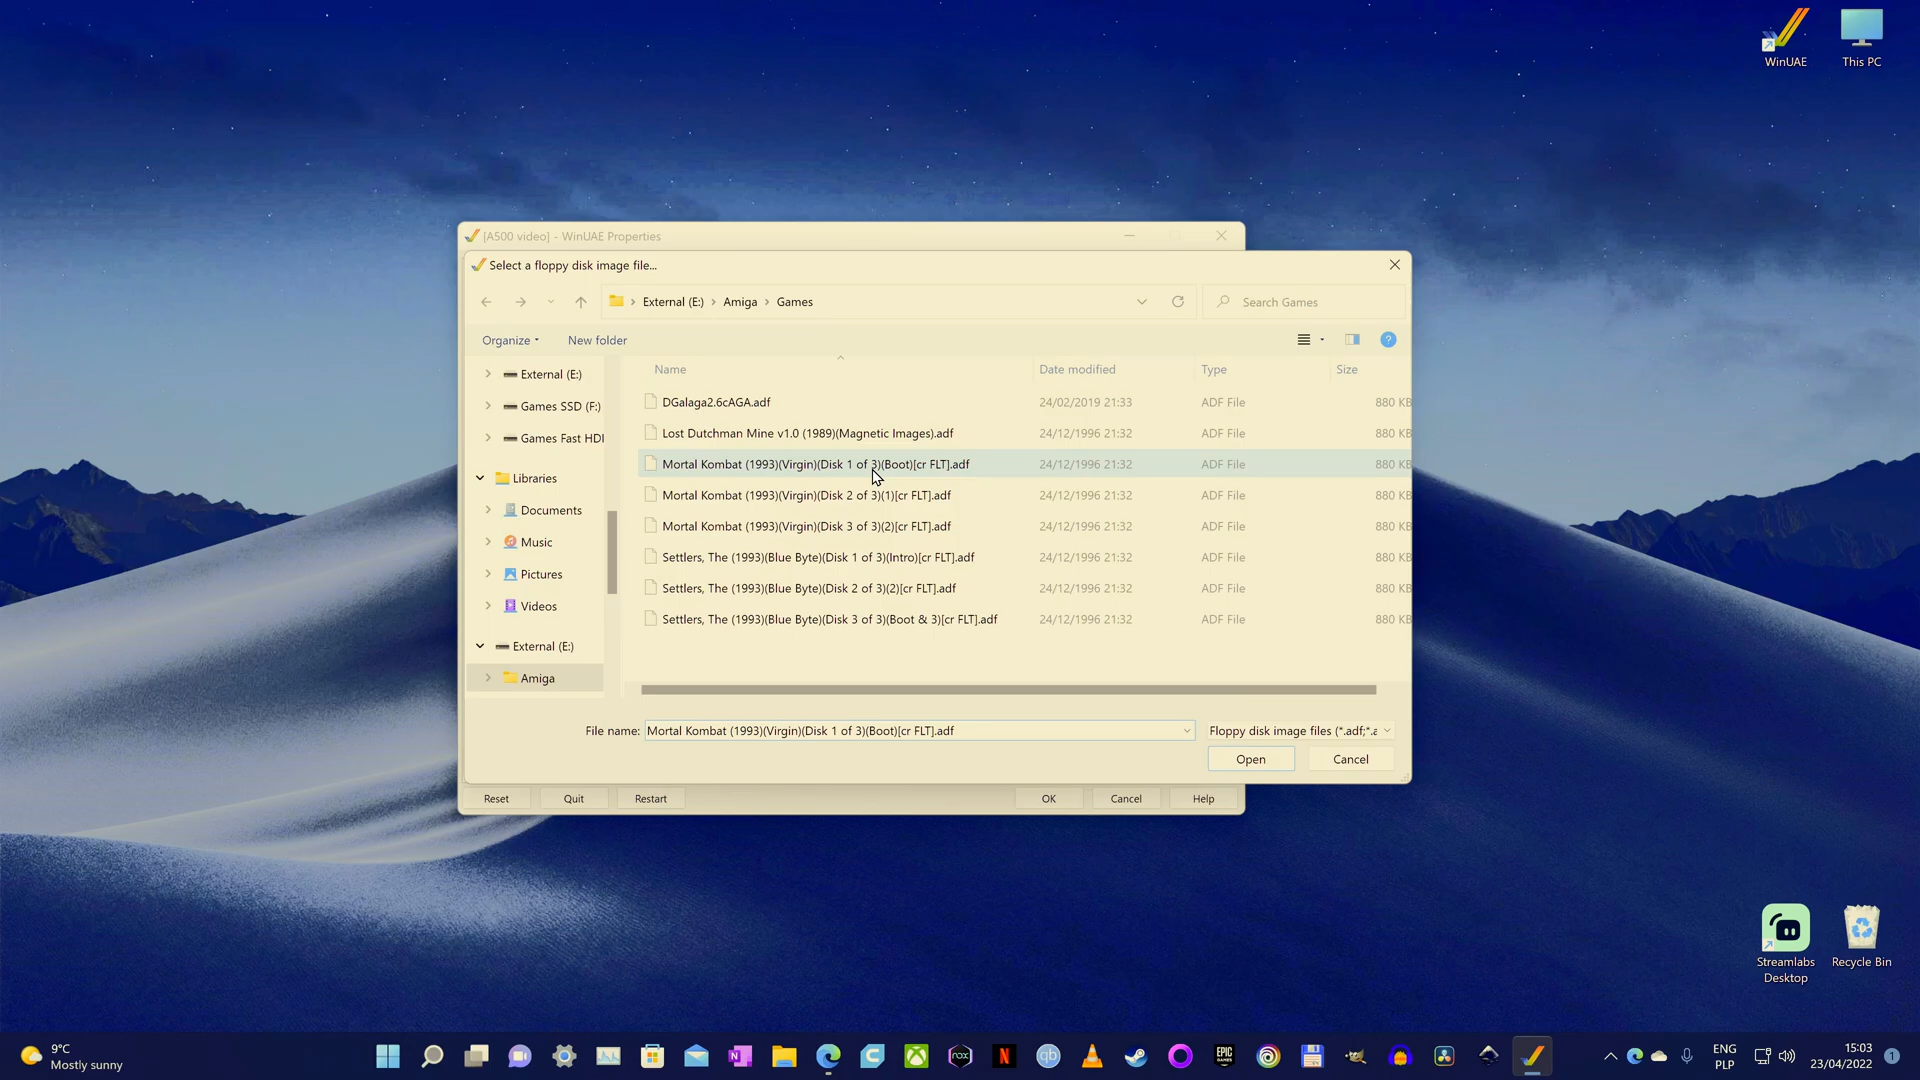 WinUAE
This PC
[A500 video] - WinUAE Properties
Select a floppy disk image file...
External (E:)
Amiga
Games
Search Games
Organize
New folder
Name
Date modified
Type
Size
External (E:)
Games SSD (F:)
Games Fast HDI
Libraries
Documents
Music
Pictures
Videos
External (E:)
Amiga
DGalaga2.6cAGA.adf 24/02/2019 21:33 ADF File 880 KB
Lost Dutchman Mine v1.0 (1989)(Magnetic Images).adf 24/12/1996 21:32 ADF File 880 KB
Mortal Kombat (1993)(Virgin)(Disk 1 of 3)(Boot)[cr FLT].adf 24/12/1996 21:32 ADF File 880 KB
Mortal Kombat (1993)(Virgin)(Disk 2 of 3)(1)[cr FLT].adf 24/12/1996 21:32 ADF File 880 KB
Mortal Kombat (1993)(Virgin)(Disk 3 of 3)(2)[cr FLT].adf 24/12/1996 21:32 ADF File 880 KB
Settlers, The (1993)(Blue Byte)(Disk 1 of 3)(Intro)[cr FLT].adf 24/12/1996 21:32 ADF File 880 KB
Settlers, The (1993)(Blue Byte)(Disk 2 of 3)(2)[cr FLT].adf 24/12/1996 21:32 ADF File 880 KB
Settlers, The (1993)(Blue Byte)(Disk 3 of 3)(Boot & 3)[cr FLT].adf 24/12/1996 21:32 ADF File 880 KB
File name: Mortal Kombat (1993)(Virgin)(Disk 1 of 3)(Boot)[cr FLT].adf
Floppy disk image files (*.adf;*.a
Open
Cancel
Reset
Quit
Restart
OK
Cancel
Help
Streamlabs
Desktop
Recycle Bin
9°C
Mostly sunny
nox
N
qb
EPIC
GAMES
ENG
PLP
15:03
23/04/2022
1